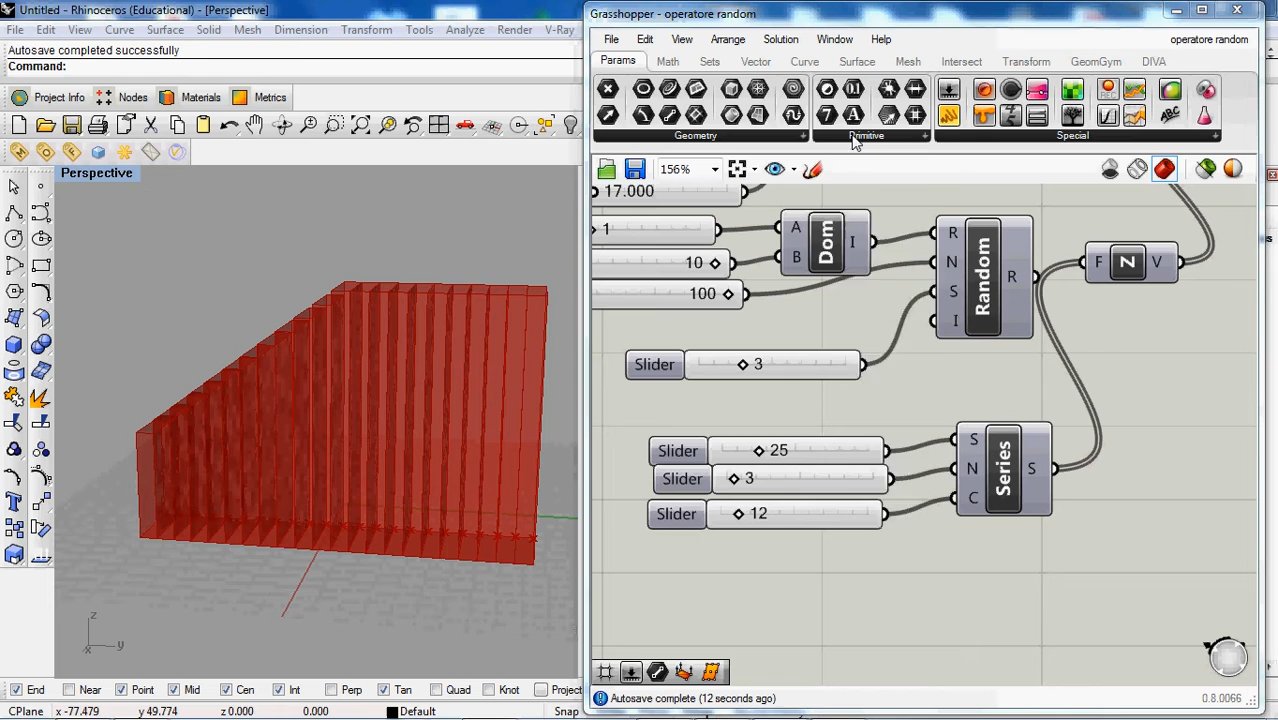 Untitled - Rhinoceros (Educational) - [Perspective]
File Edit View Curve Surface Solid Mesh Dimension Transform Tools Analyze Render V-Ray
Autosave completed successfully
Command:
Project Info Nodes Materials Metrics
Perspective
z
y
x
End Near Point Mid Cen Int Perp Tan Quad Knot Project
CPlane x -77.479 y 49.774 z 0.000 0.000 Default Snap
Grasshopper - operatore random
File Edit View Arrange Solution Window Help operatore random
Params Math Sets Vector Curve Surface Mesh Intersect Transform GeomGym DIVA
Geometry Primitive Special
156%
17.000
1
10
100
A
B
Dom
I
R
N
S
I
Random
R
F Z V
Slider 3
Slider 25
Slider 3
Slider 12
S
N
C
Series
S
Autosave complete (12 seconds ago) 0.8.0066